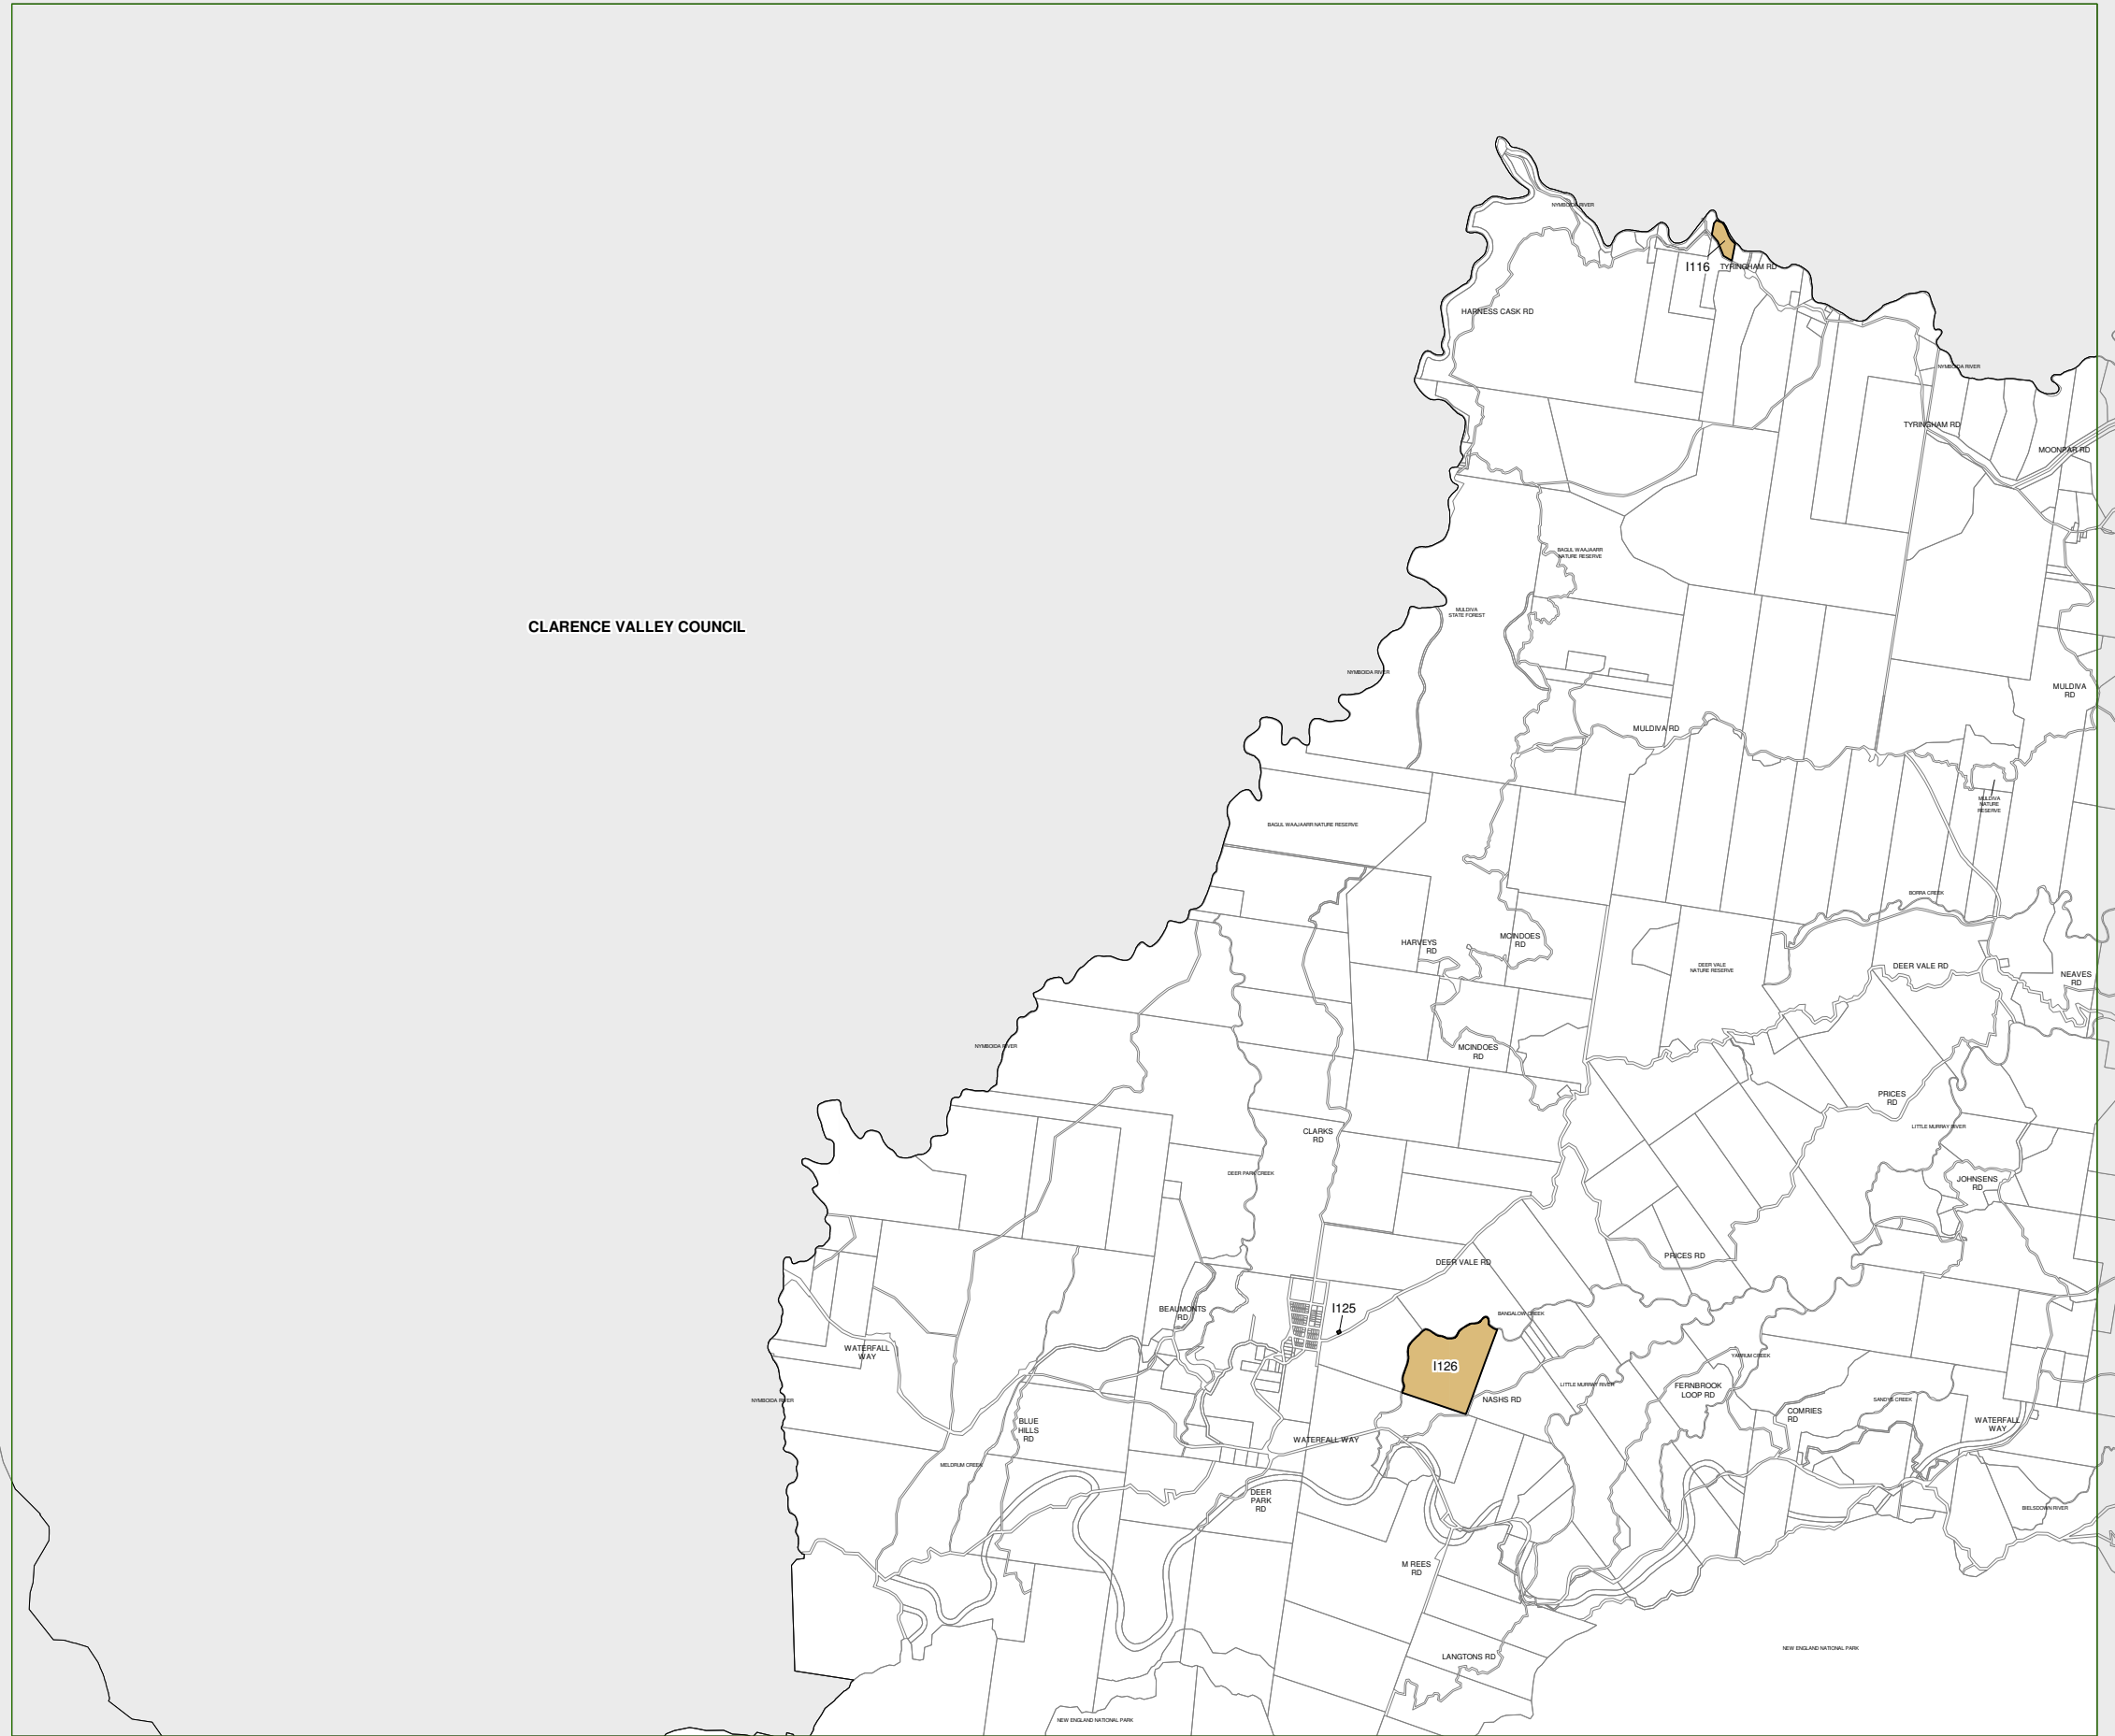 NYMBOIDA RIVER
I116
TYRINGHAM RD
HARNESS CASK RD
NYMBOIDA RIVER
TYRINGHAM RD
MOONPAR RD
BAGUL WAAJAARR
NATURE RESERVE
MULDIVA
STATE FOREST
CLARENCE VALLEY COUNCIL
NYMBOIDA RIVER
MULDIVA
RD
MULDIVA RD
MULDIVA
NATURE
RESERVE
BAGUL WAAJAARR NATURE RESERVE
BORRA CREEK
HARVEYS
RD
MCINDOES
RD
DEER VALE
NATURE RESERVE
DEER VALE RD
NEAVES
RD
NYMBOIDA RIVER
MCINDOES
RD
PRICES
RD
LITTLE MURRAY RIVER
CLARKS
RD
DEER PARK CREEK
JOHNSENS
RD
PRICES RD
DEER VALE RD
BEAUMONTS
RD
I125
BANGALOW CREEK
WATERFALL
WAY
I126
YARRUM CREEK
LITTLE MURRAY RIVER
FERNBROOK
LOOP RD
NYMBOIDA RIVER
NASHS RD
SANDYS CREEK
COMRIES
RD
BLUE
HILLS
RD
WATERFALL
WAY
WATERFALL WAY
MELDRUM CREEK
DEER
PARK
RD
BIELSDOWN RIVER
M REES
RD
LANGTONS RD
NEW ENGLAND NATIONAL PARK
NEW ENGLAND NATIONAL PARK